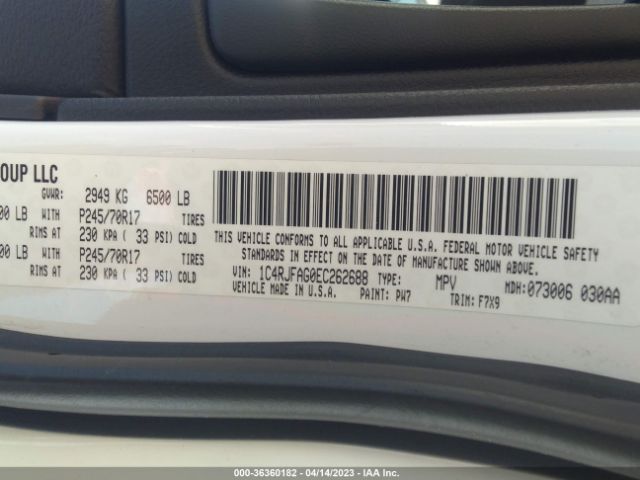 OUP LLC
GVWR: 2949 KG 6500 LB
00 LB WITH P245/70R17 TIRES
RIMS AT 230 KPA ( 33 PSI) COLD
00 LB WITH P245/70R17 TIRES
RIMS AT 230 KPA ( 33 PSI) COLD
THIS VEHICLE CONFORMS TO ALL APPLICABLE U.S.A. FEDERAL MOTOR VEHICLE SAFETY
STANDARDS IN EFFECT ON THE DATE OF MANUFACTURE SHOWN ABOVE.
VIN: 1C4RJFAG0EC262688 TYPE: MPV MDH:073006 030AA
VEHICLE MADE IN U.S.A. PAINT: PW7 TRIM: F7X9
000-36360182 - 04/14/2023 - IAA Inc.